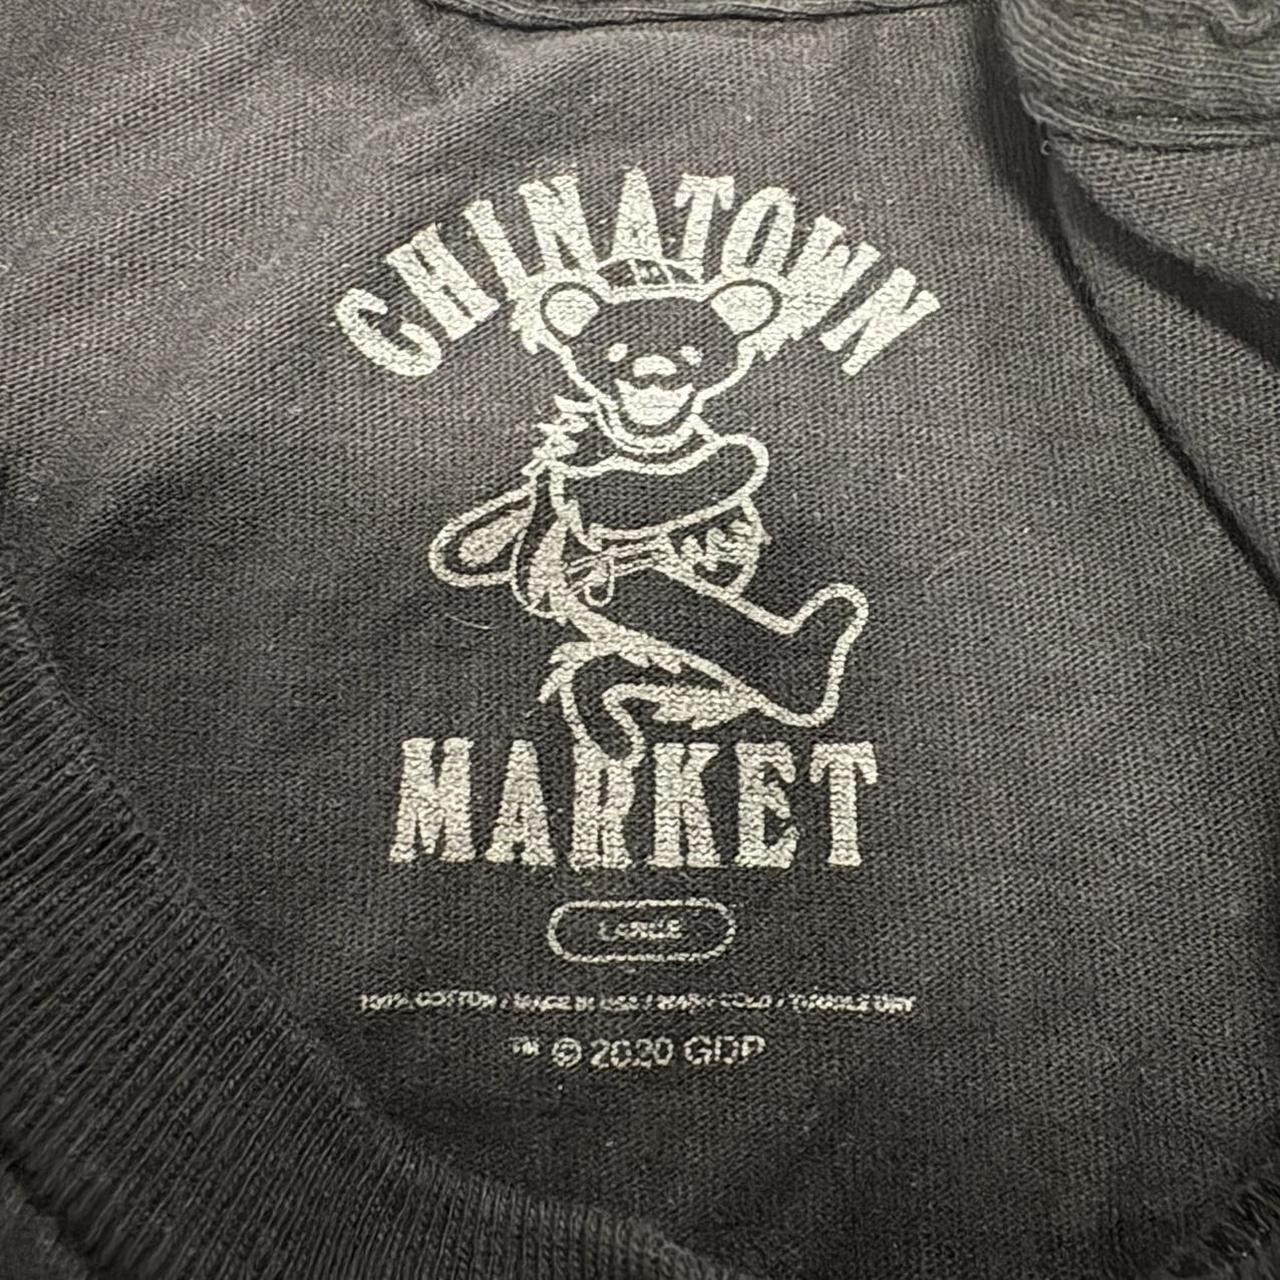 CHINATOWN
MARKET
LARGE
100% COTTON / MADE IN USA / WASH COLD / TUMBLE DRY
™ © 2020 GDP